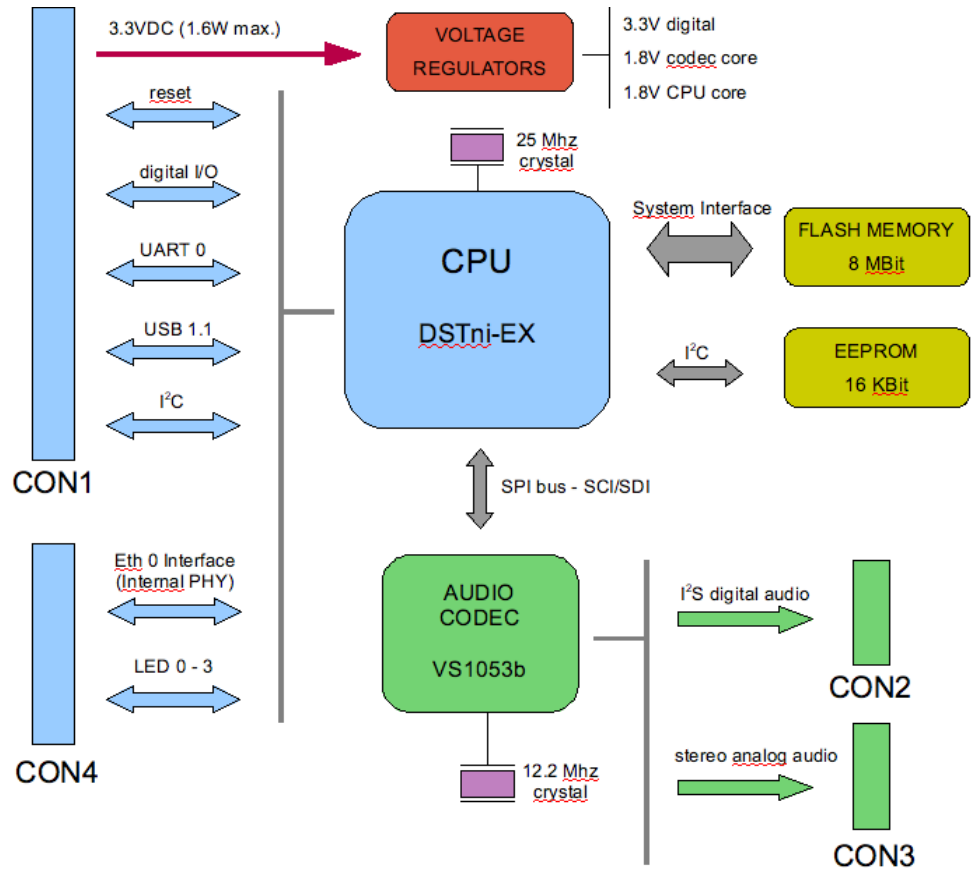 3.3VDC (1.6W max.)
VOLTAGE
REGULATORS
3.3V digital
1.8V codec core
1.8V CPU core
reset
digital I/O
UART 0
USB 1.1
I²C
CON1
25 Mhz
crystal
CPU
DSTni-EX
System Interface
FLASH MEMORY
8 MBit
I²C
EEPROM
16 KBit
SPI bus - SCI/SDI
Eth 0 Interface
(Internal PHY)
LED 0 - 3
CON4
AUDIO
CODEC
VS1053b
12.2 Mhz
crystal
I²S digital audio
CON2
stereo analog audio
CON3